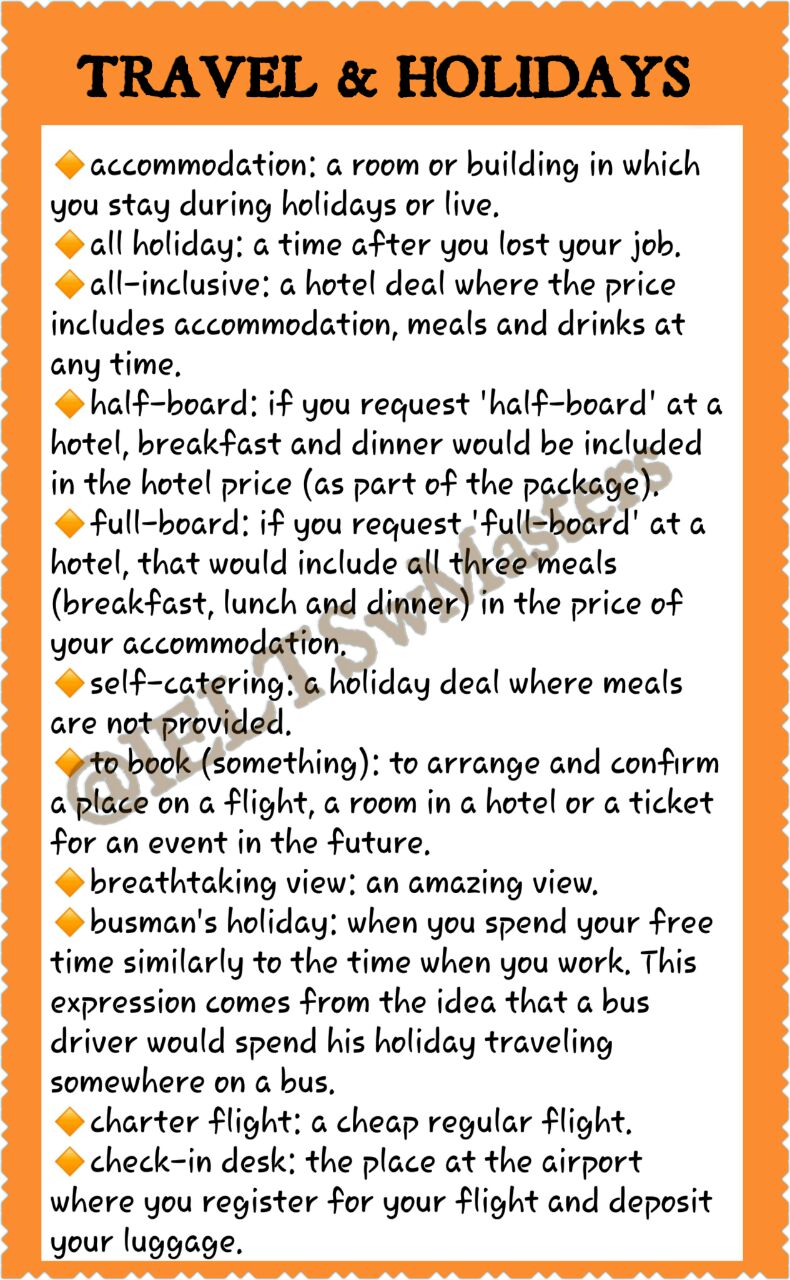 TRAVEL & HOLIDAYS
🔶accommodation: a room or building in which
you stay during holidays or live.
🔶all holiday: a time after you lost your job.
🔶all-inclusive: a hotel deal where the price
includes accommodation, meals and drinks at
any time.
🔶half-board: if you request 'half-board' at a
hotel, breakfast and dinner would be included
in the hotel price (as part of the package).
🔶full-board: if you request 'full-board' at a
hotel, that would include all three meals
(breakfast, lunch and dinner) in the price of
your accommodation.
🔶self-catering: a holiday deal where meals
are not provided.
🔶to book (something): to arrange and confirm
a place on a flight, a room in a hotel or a ticket
for an event in the future.
🔶breathtaking view: an amazing view.
🔶busman's holiday: when you spend your free
time similarly to the time when you work. This
expression comes from the idea that a bus
driver would spend his holiday traveling
somewhere on a bus.
🔶charter flight: a cheap regular flight.
🔶check-in desk: the place at the airport
where you register for your flight and deposit
your luggage.
@IELTSwMasters